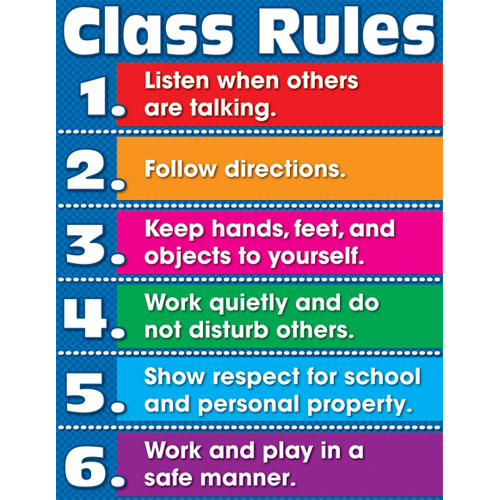 Class Rules
1. Listen when others
are talking.
2. Follow directions.
3. Keep hands, feet, and
objects to yourself.
4. Work quietly and do
not disturb others.
5. Show respect for school
and personal property.
6. Work and play in a
safe manner.